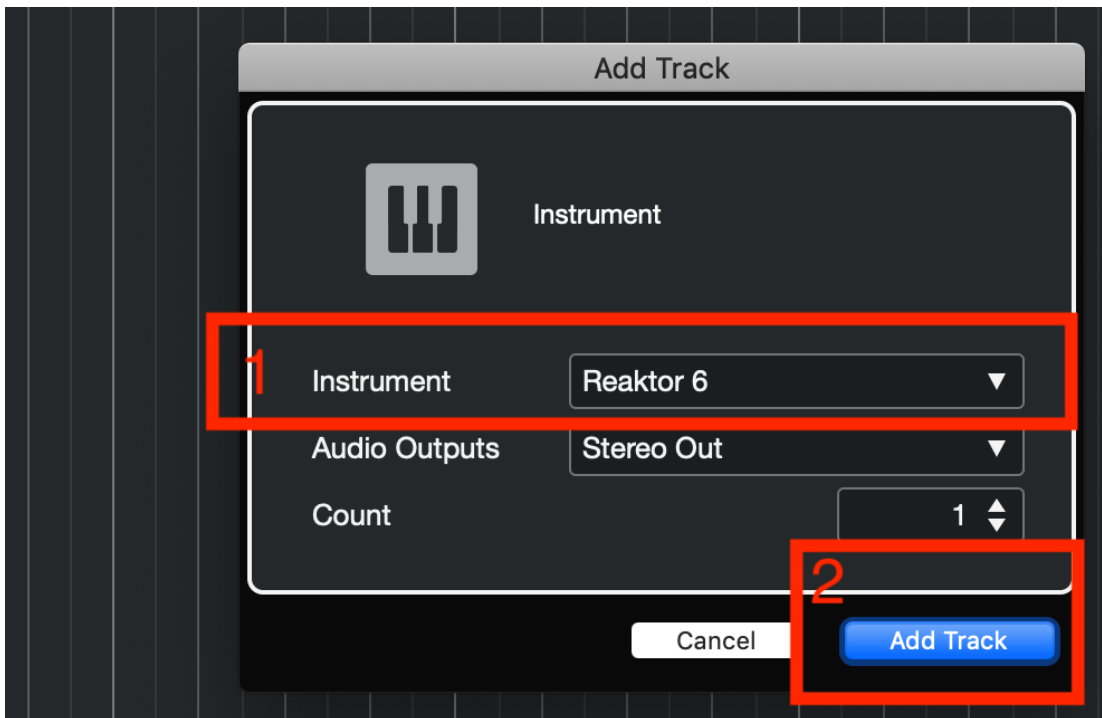 Add Track
Instrument
1
Instrument Reaktor 6
Audio Outputs Stereo Out
Count 1
2
Cancel Add Track